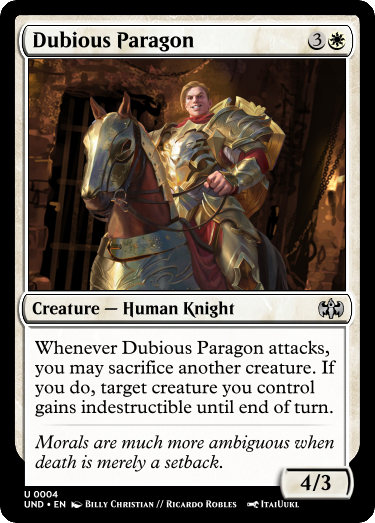 Dubious Paragon 3
Creature — Human Knight
Whenever Dubious Paragon attacks,
you may sacrifice another creature. If
you do, target creature you control
gains indestructible until end of turn.
Morals are much more ambiguous when
death is merely a setback.
4/3
U 0004
UND • EN Billy Christian // Ricardo Robles ItaiUukl